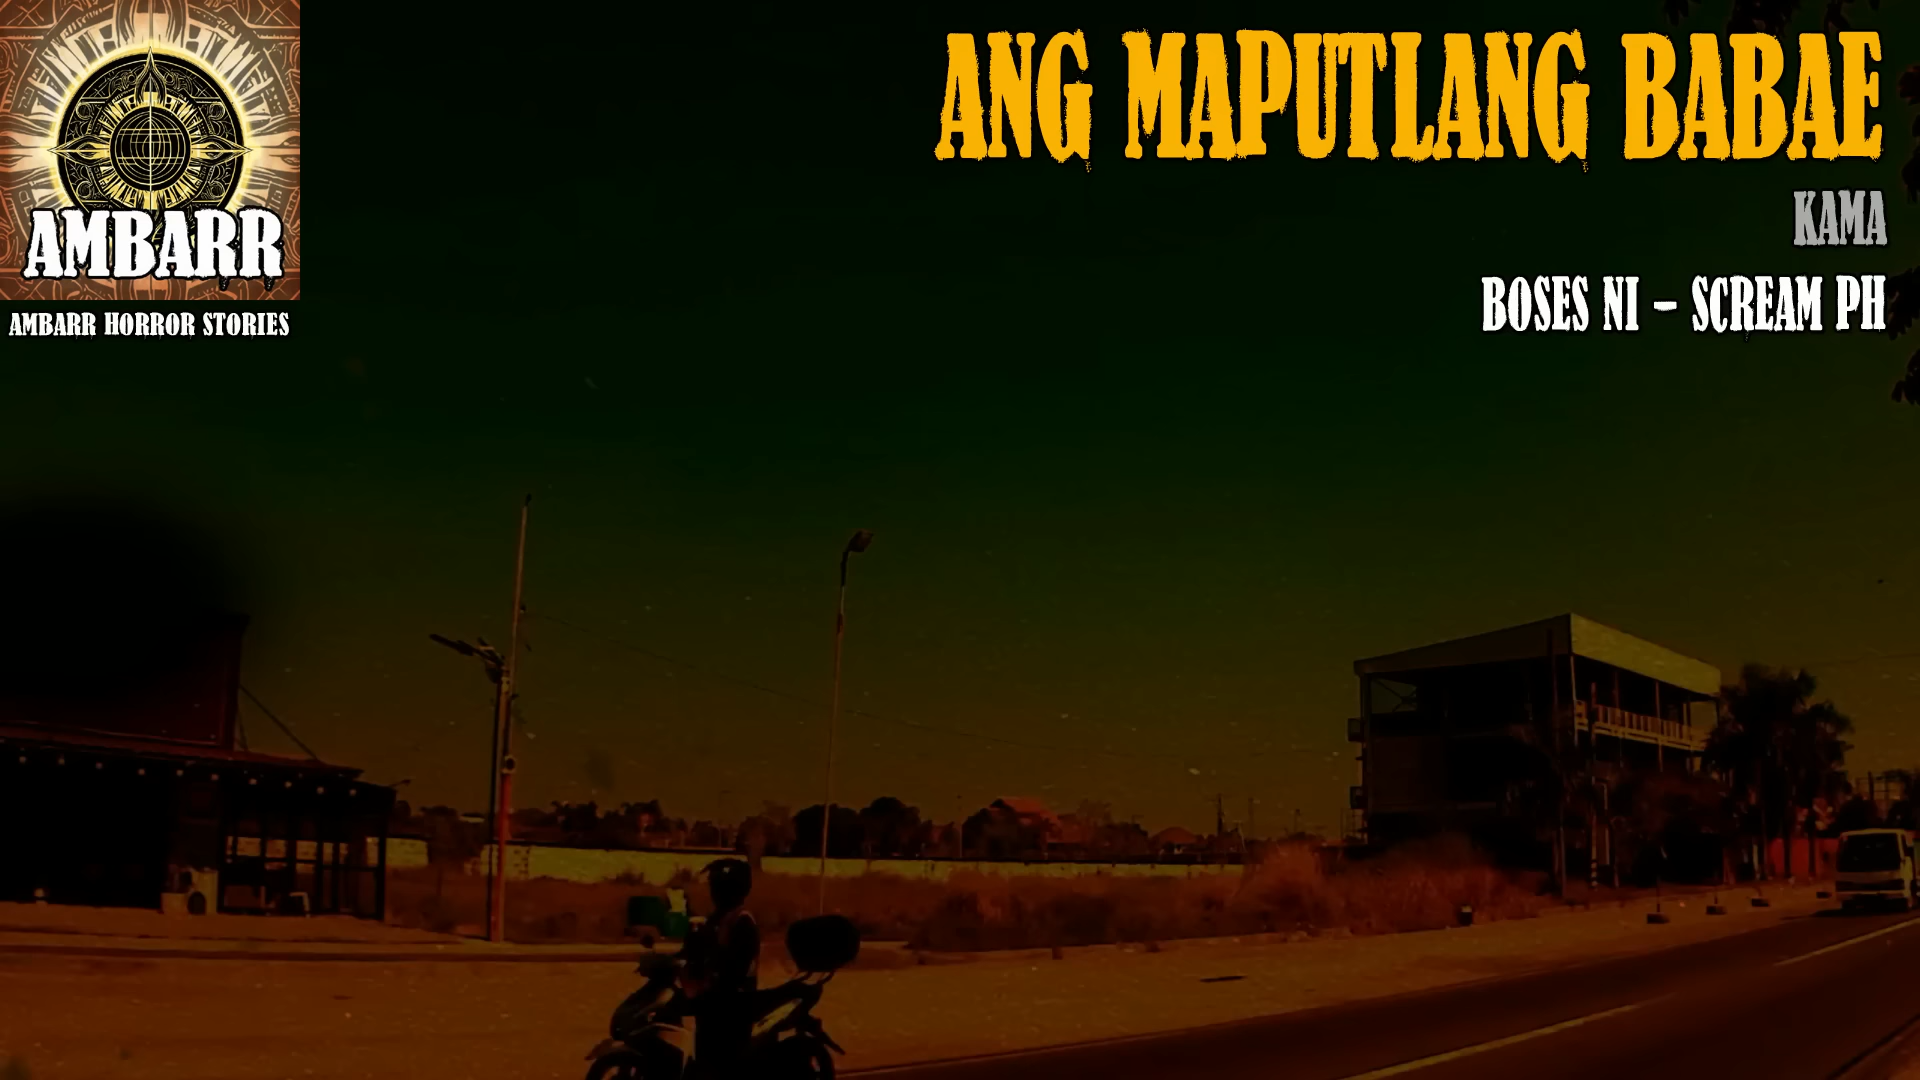 ANG MAPUTLANG BABAE
KAMA
BOSES NI – SCREAM PH
AMBARR
AMBARR HORROR STORIES